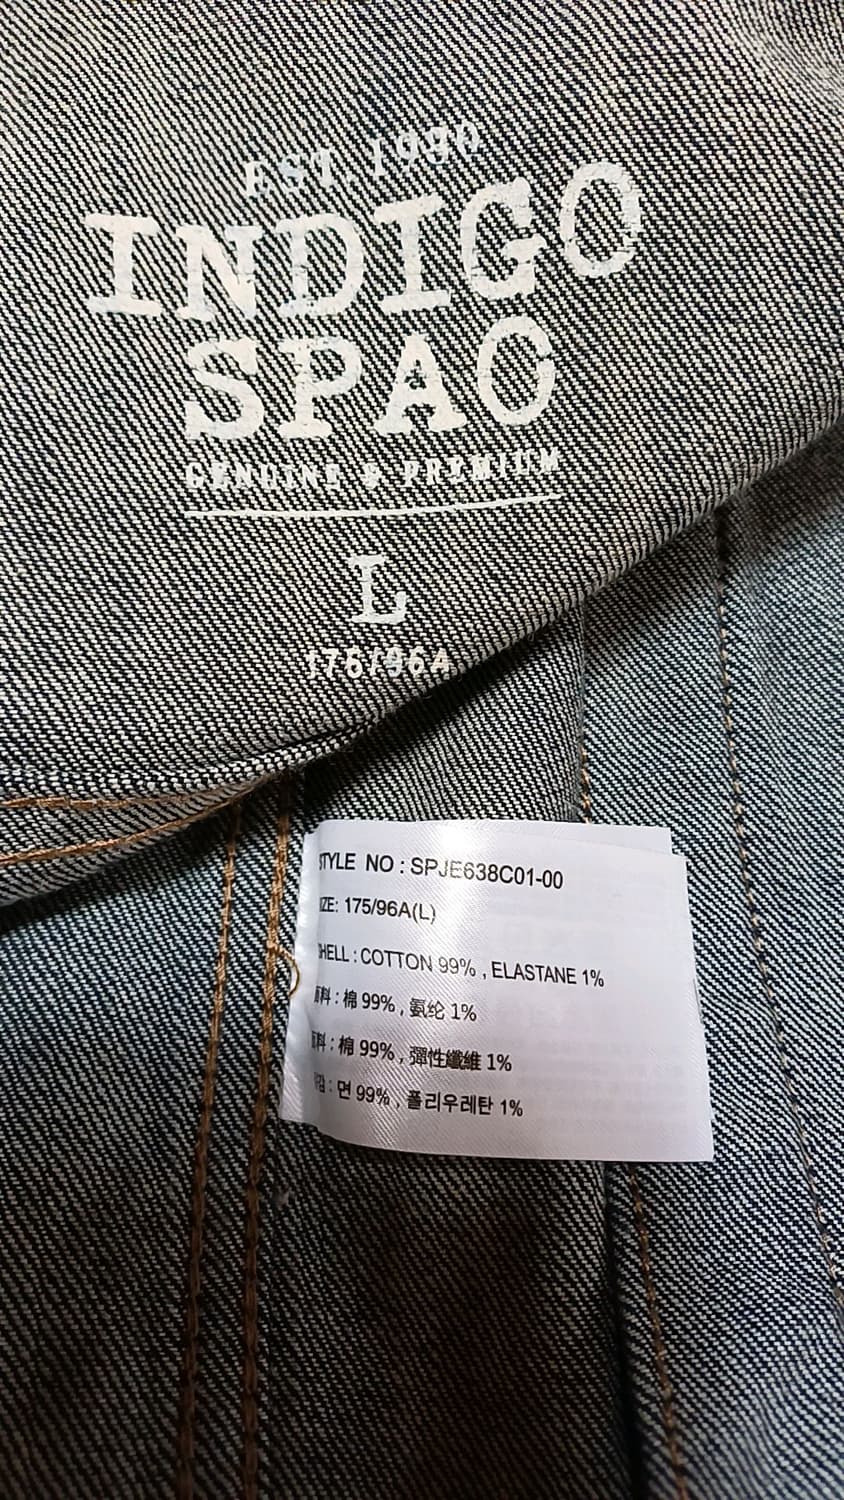 EST. 1930
INDIGO
SPAO
GENUINE & PREMIUM
L
175/96A
STYLE NO : SPJE638C01-00
SIZE: 175/96A(L)
SHELL : COTTON 99% , ELASTANE 1%
面料 : 棉 99% , 氨纶 1%
面料 : 棉 99% , 彈性纖維 1%
겉감 : 면 99% , 폴리우레탄 1%